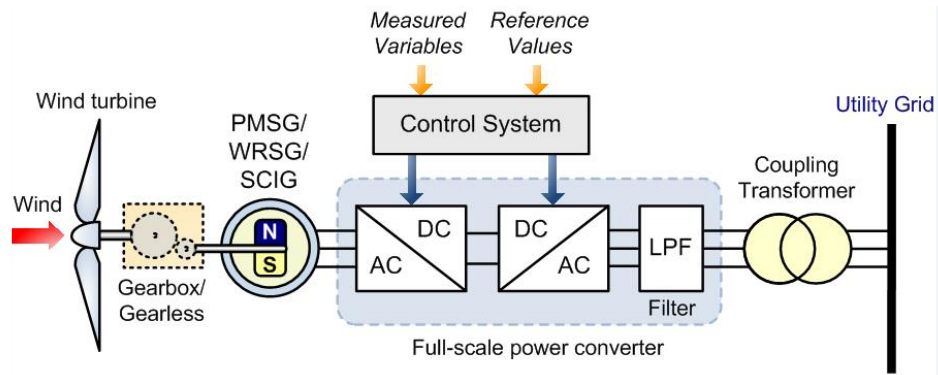 Measured
Variables
Reference
Values
Wind turbine
Utility Grid
PMSG/
WRSG/
SCIG
Control System
Coupling
Transformer
Wind
N
S
DC
AC
DC
AC
LPF
Gearbox/
Gearless
Filter
Full-scale power converter